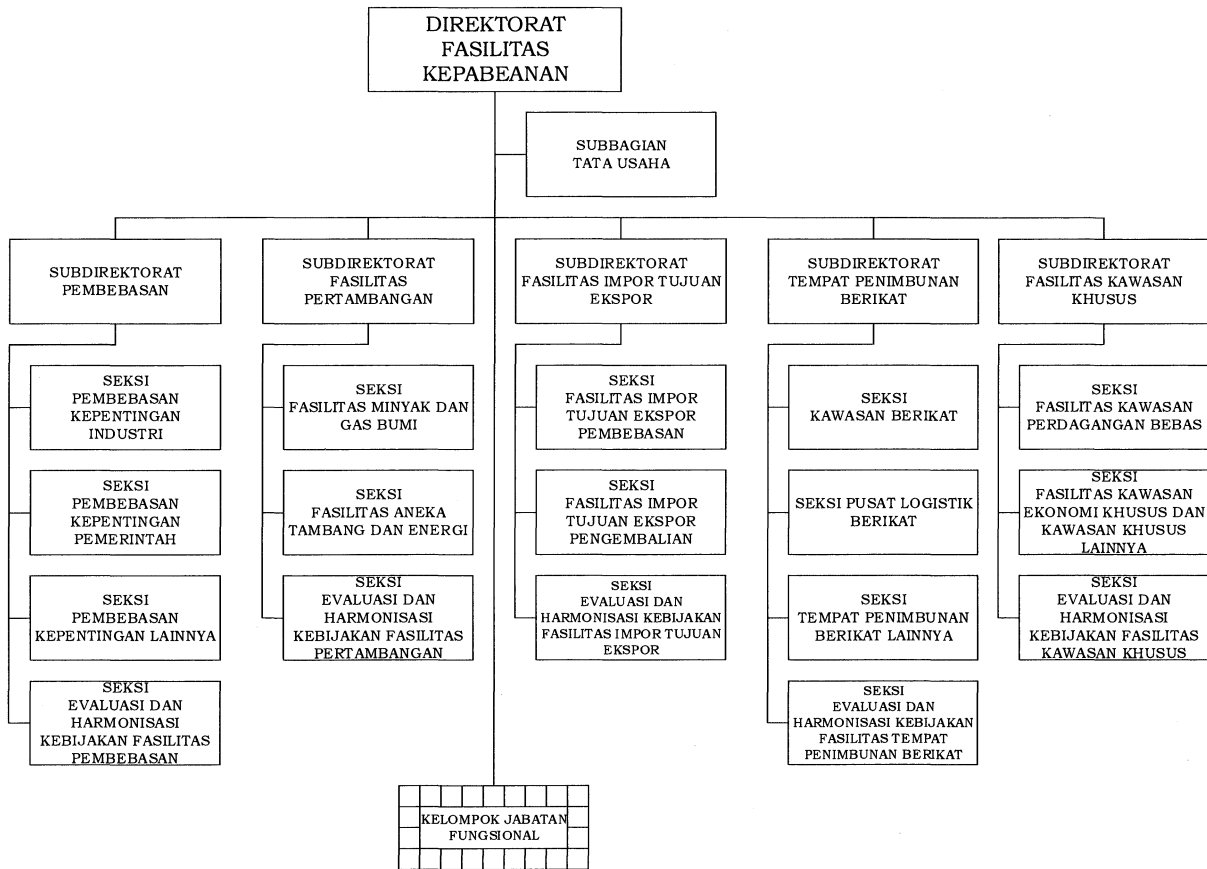 DIREKTORAT
FASILITAS
KEPABEANAN
SUBBAGIAN
TATA USAHA
SUBDIREKTORAT
PEMBEBASAN
SUBDIREKTORAT
FASILITAS
PERTAMBANGAN
SUBDIREKTORAT
FASILITAS IMPOR TUJUAN
EKSPOR
SUBDIREKTORAT
TEMPAT PENIMBUNAN
BERIKAT
SUBDIREKTORAT
FASILITAS KAWASAN
KHUSUS
SEKSI
PEMBEBASAN
KEPENTINGAN
INDUSTRI
SEKSI
FASILITAS MINYAK DAN
GAS BUMI
SEKSI
FASILITAS IMPOR
TUJUAN EKSPOR
PEMBEBASAN
SEKSI
KAWASAN BERIKAT
SEKSI
FASILITAS KAWASAN
PERDAGANGAN BEBAS
SEKSI
PEMBEBASAN
KEPENTINGAN
PEMERINTAH
SEKSI
FASILITAS ANEKA
TAMBANG DAN ENERGI
SEKSI
FASILITAS IMPOR
TUJUAN EKSPOR
PENGEMBALIAN
SEKSI PUSAT LOGISTIK
BERIKAT
SEKSI
FASILITAS KAWASAN
EKONOMI KHUSUS DAN
KAWASAN KHUSUS
LAINNYA
SEKSI
PEMBEBASAN
KEPENTINGAN LAINNYA
SEKSI
EVALUASI DAN
HARMONISASI
KEBIJAKAN FASILITAS
PERTAMBANGAN
SEKSI
EVALUASI DAN
HARMONISASI KEBIJAKAN
FASILITAS IMPOR TUJUAN
EKSPOR
SEKSI
TEMPAT PENIMBUNAN
BERIKAT LAINNYA
SEKSI
EVALUASI DAN
HARMONISASI
KEBIJAKAN FASILITAS
KAWASAN KHUSUS
SEKSI
EVALUASI DAN
HARMONISASI
KEBIJAKAN FASILITAS
PEMBEBASAN
SEKSI
EVALUASI DAN
HARMONISASI KEBIJAKAN
FASILITAS TEMPAT
PENIMBUNAN BERIKAT
KELOMPOK JABATAN
FUNGSIONAL